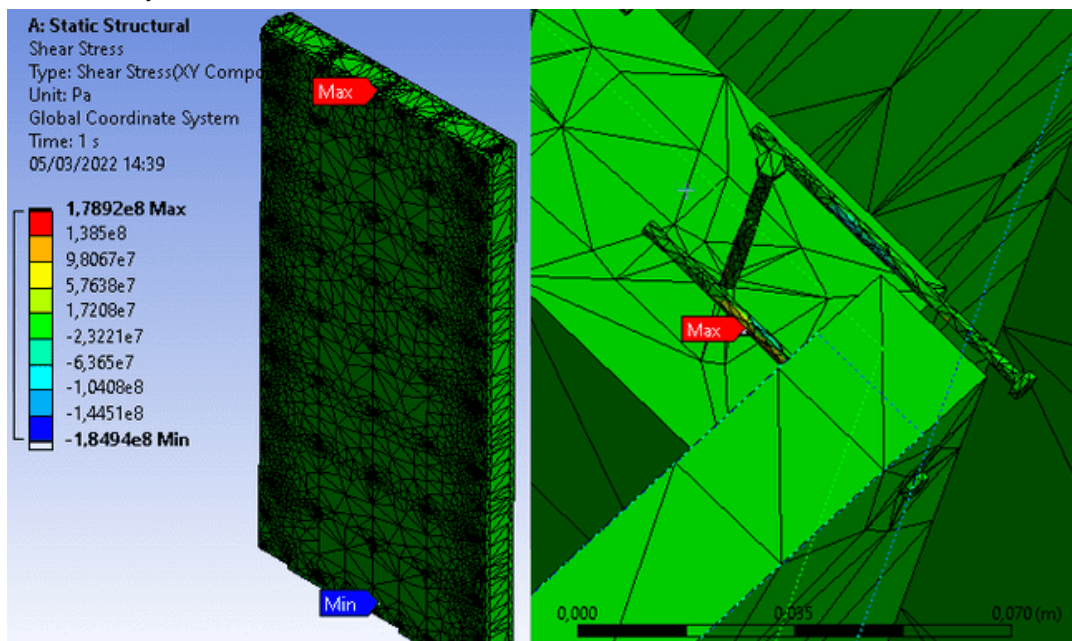 A: Static Structural
Shear Stress
Type: Shear Stress(XY Compo
Unit: Pa
Global Coordinate System
Time: 1 s
05/03/2022 14:39
1,7892e8 Max
1,385e8
9,8067e7
5,7638e7
1,7208e7
-2,3221e7
-6,365e7
-1,0408e8
-1,4451e8
-1,8494e8 Min
Max
Min
Max
0,000
0,035
0,070 (m)